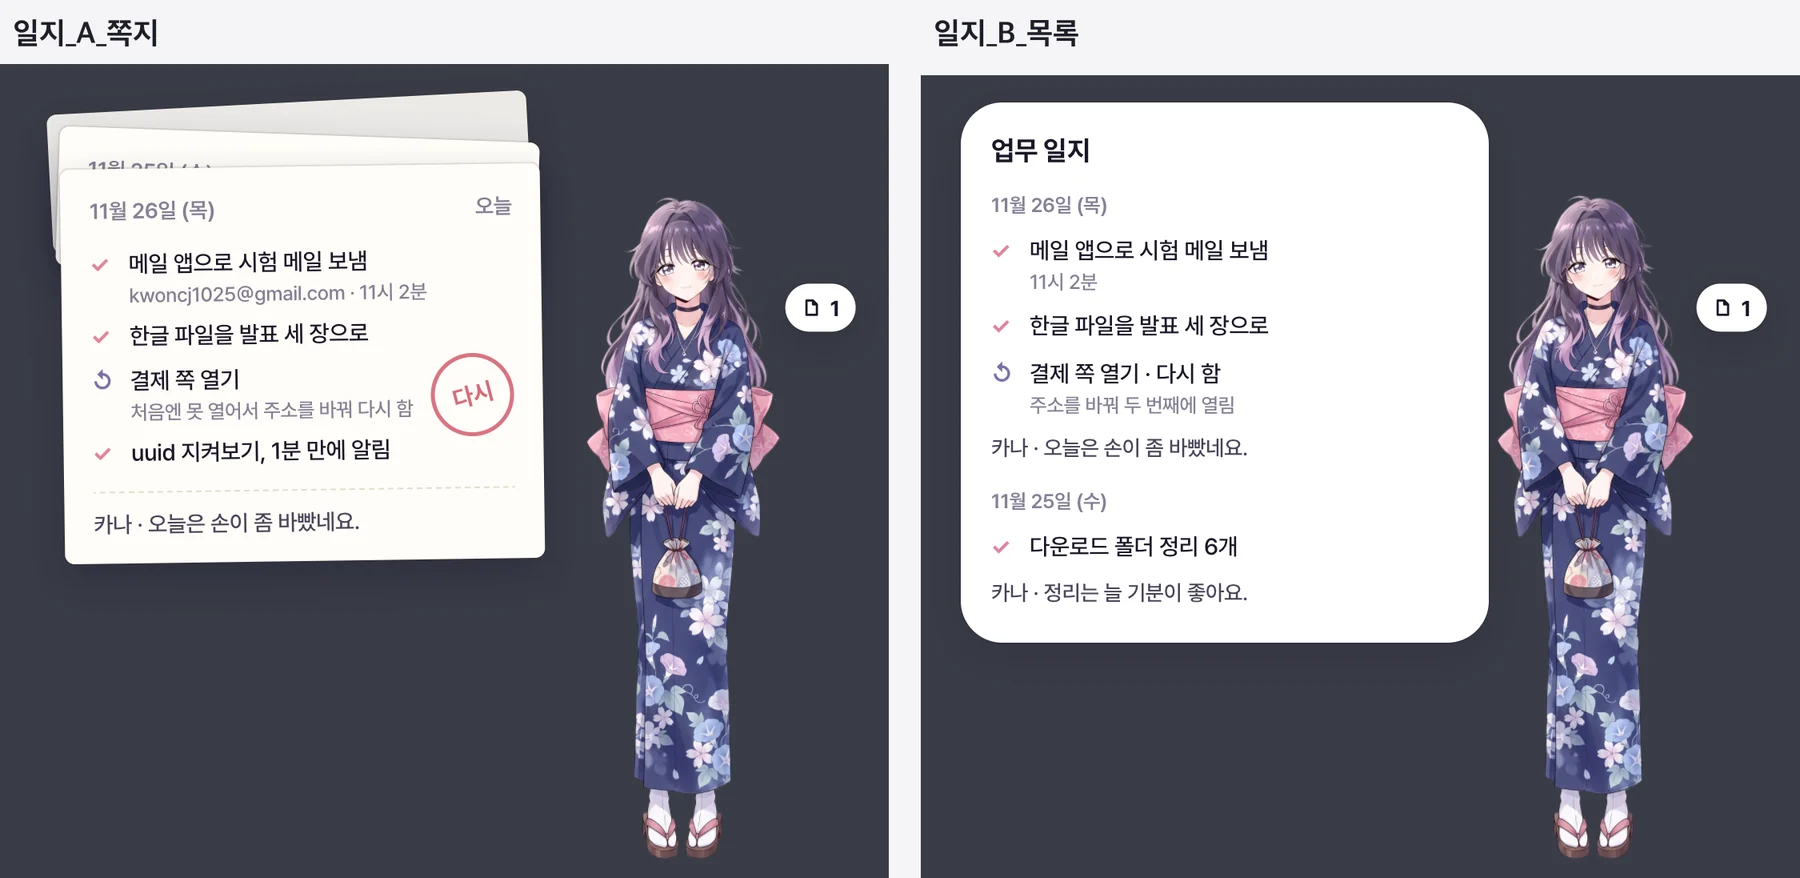 일지_A_쪽지
11월 25일 (수)
11월 26일 (목)
오늘
메일 앱으로 시험 메일 보냄
kwoncj1025@gmail.com · 11시 2분
한글 파일을 발표 세 장으로
결제 쪽 열기
처음엔 못 열어서 주소를 바꿔 다시 함
다시
uuid 지켜보기, 1분 만에 알림
카나 · 오늘은 손이 좀 바빴네요.
1
일지_B_목록
업무 일지
11월 26일 (목)
메일 앱으로 시험 메일 보냄
11시 2분
한글 파일을 발표 세 장으로
결제 쪽 열기 · 다시 함
주소를 바꿔 두 번째에 열림
카나 · 오늘은 손이 좀 바빴네요.
11월 25일 (수)
다운로드 폴더 정리 6개
카나 · 정리는 늘 기분이 좋아요.
1